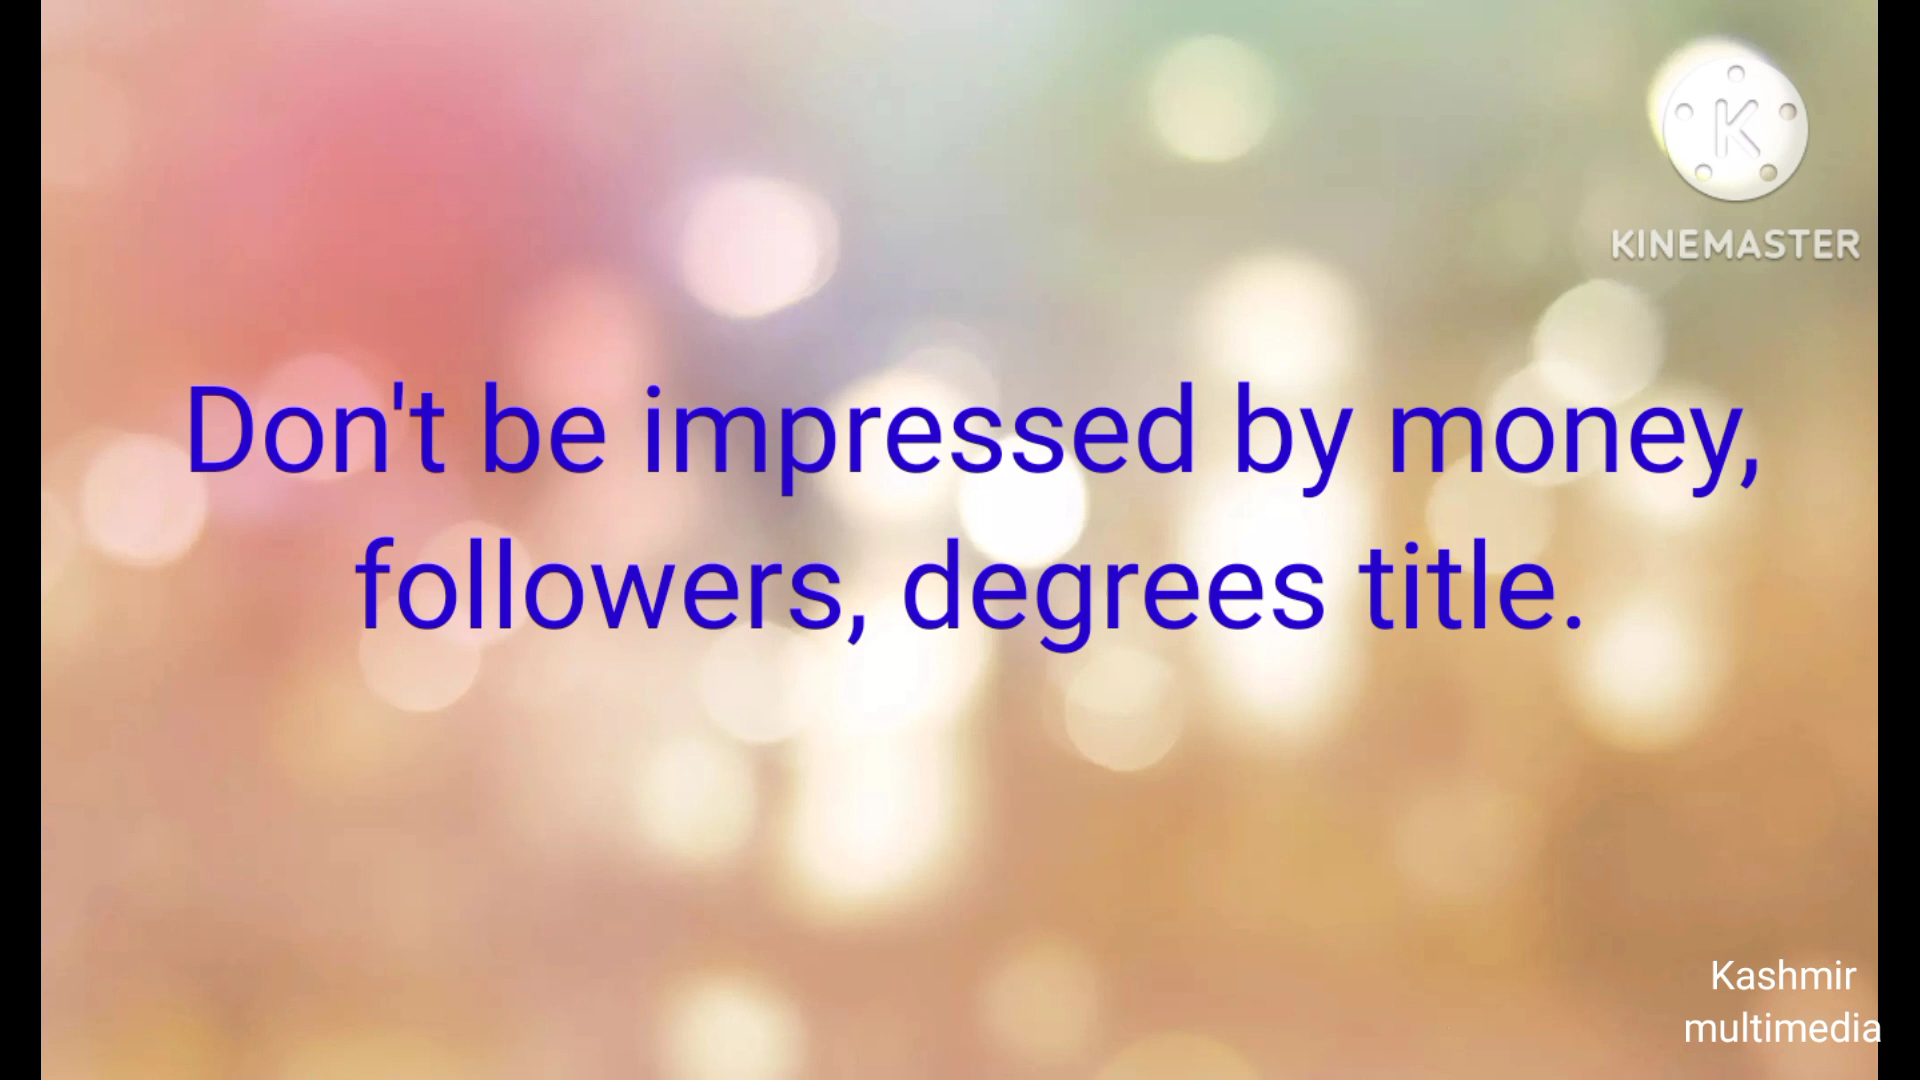 K
KINEMASTER
Don't be impressed by money,
followers, degrees title.
Kashmir
multimedia